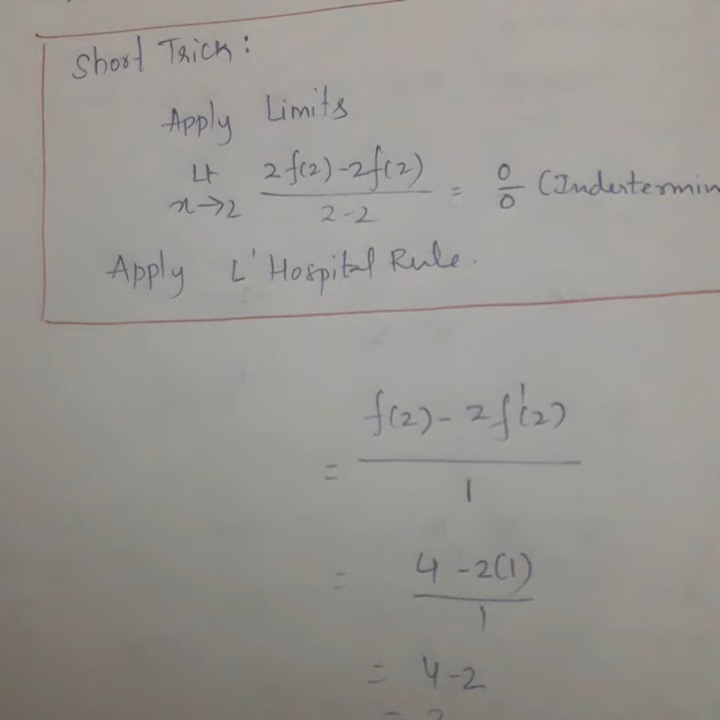 Short Trick :
Apply Limits
Lt x→2 2f(2)-2f(2) / 2-2 = 0/0 (Indetermin
Apply L' Hospital Rule.
= f(2) - 2f'(2) / 1
= 4 - 2(1) / 1
= 4-2